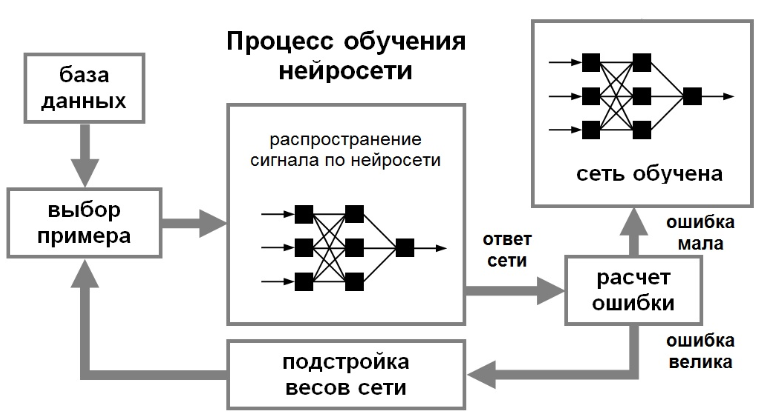 Процесс обучения
нейросети
база
данных
выбор
примера
распространение
сигнала по нейросети
ответ
сети
расчет
ошибки
ошибка
мала
сеть обучена
ошибка
велика
подстройка
весов сети